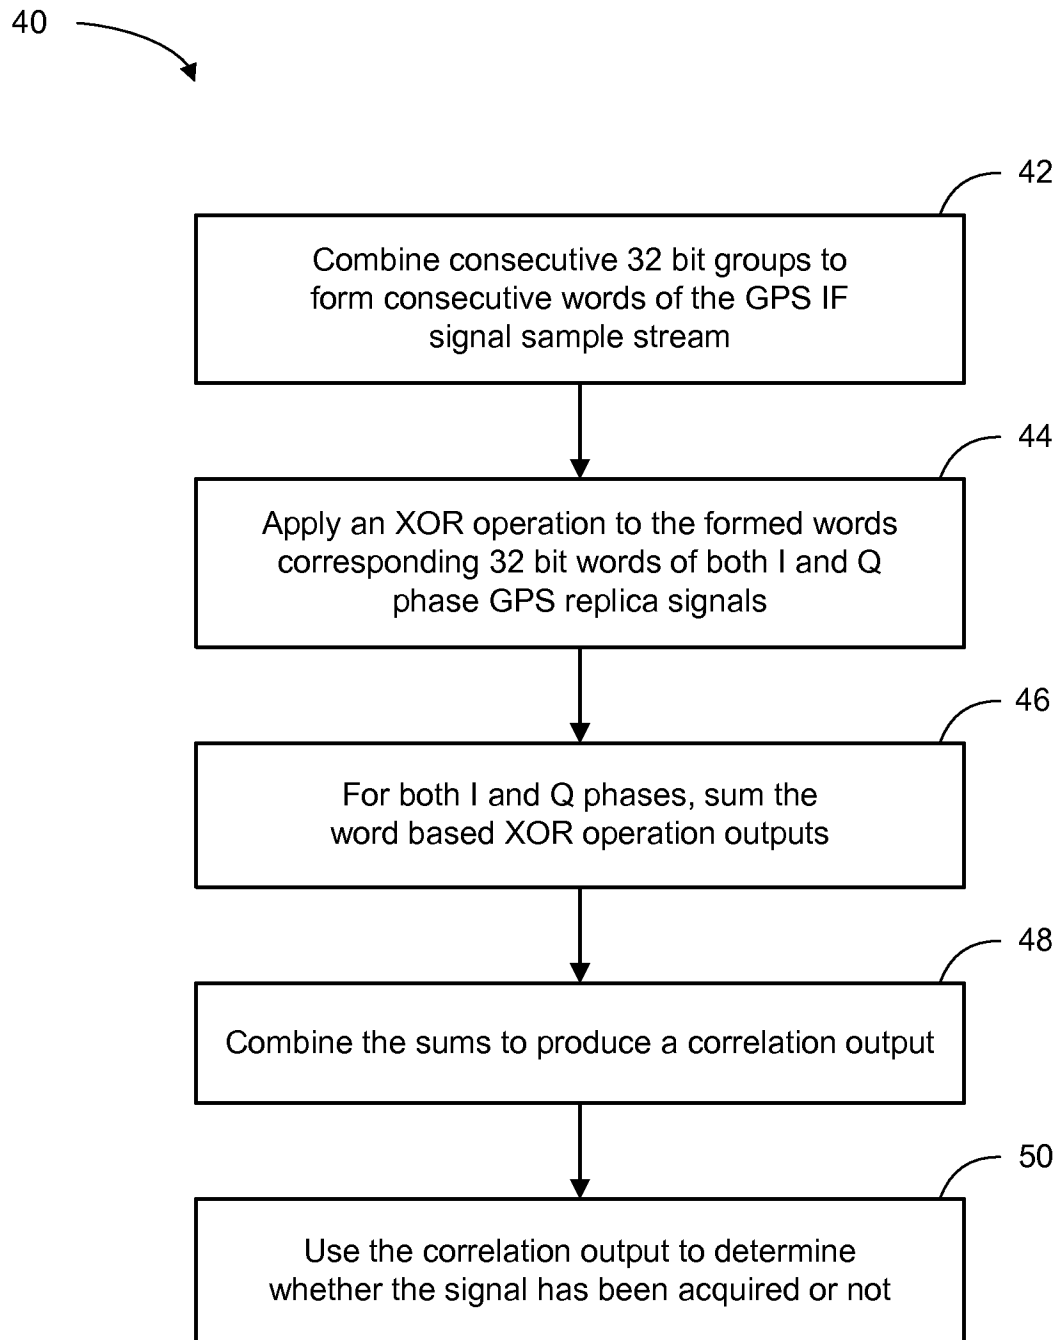 40
42
Combine consecutive 32 bit groups to
form consecutive words of the GPS IF
signal sample stream
44
Apply an XOR operation to the formed words
corresponding 32 bit words of both I and Q
phase GPS replica signals
46
For both I and Q phases, sum the
word based XOR operation outputs
48
Combine the sums to produce a correlation output
50
Use the correlation output to determine
whether the signal has been acquired or not